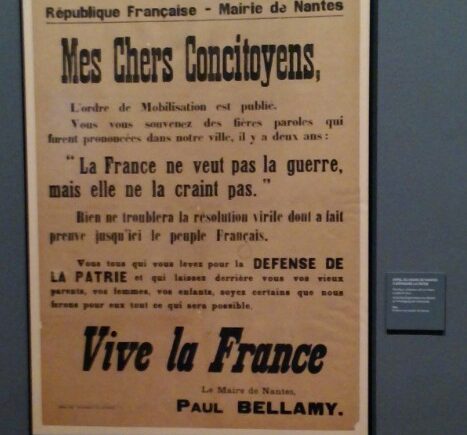 République Française - Mairie de Nantes
Mes Chers Concitoyens,
L'ordre de Mobilisation est publié.
Vous vous souvenez des fières paroles qui
furent prononcées dans notre ville, il y a deux ans :
" La France ne veut pas la guerre,
mais elle ne la craint pas. "
Rien ne troublera la résolution virile dont a fait
preuve jusqu'ici le peuple Français.
Vous tous qui vous levez pour la DEFENSE DE
LA PATRIE et qui laissez derrière vous vos vieux
parents, vos femmes, vos enfants, soyez certains que nous
ferons pour eux tout ce qui sera possible.
Vive la France
Le Maire de Nantes,
PAUL BELLAMY.